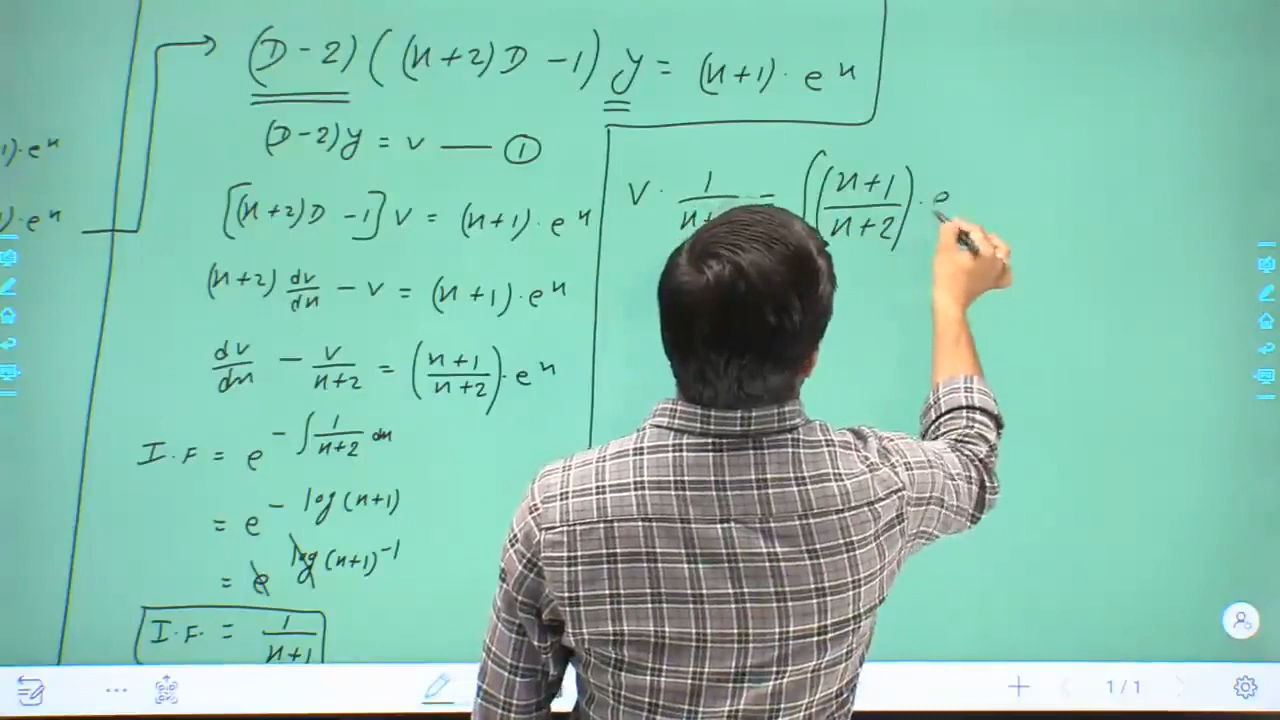 (D-2)((x+2)D -1) y = (x+1)·e^x
(D-2)y = v — ①
[(x+2)D -1] v = (x+1)·e^x
(x+2) dv/dx - v = (x+1)·e^x
dv/dx - v/x+2 = (x+1/x+2)·e^x
I.F = e^-∫1/x+2 dx
= e^- log(x+1)
= e^log(x+1)^-1
I.F. = 1/x+1
1)·e^x
)·e^x
V· 1/x+ = ∫(x+1/x+2)· e
1/1